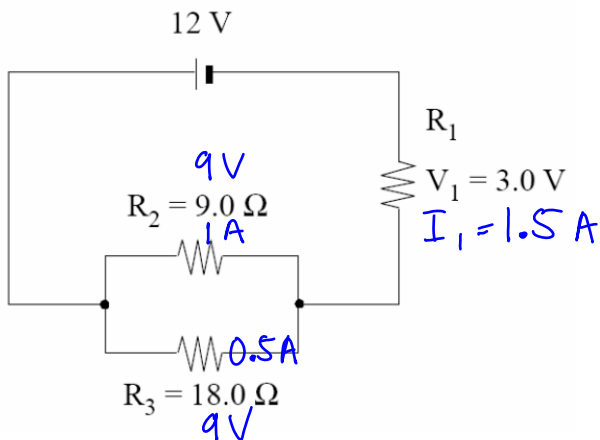 12 V
R₁
9V
V₁ = 3.0 V
R₂ = 9.0 Ω
I₁ = 1.5 A
1A
0.5A
R₃ = 18.0 Ω
9V